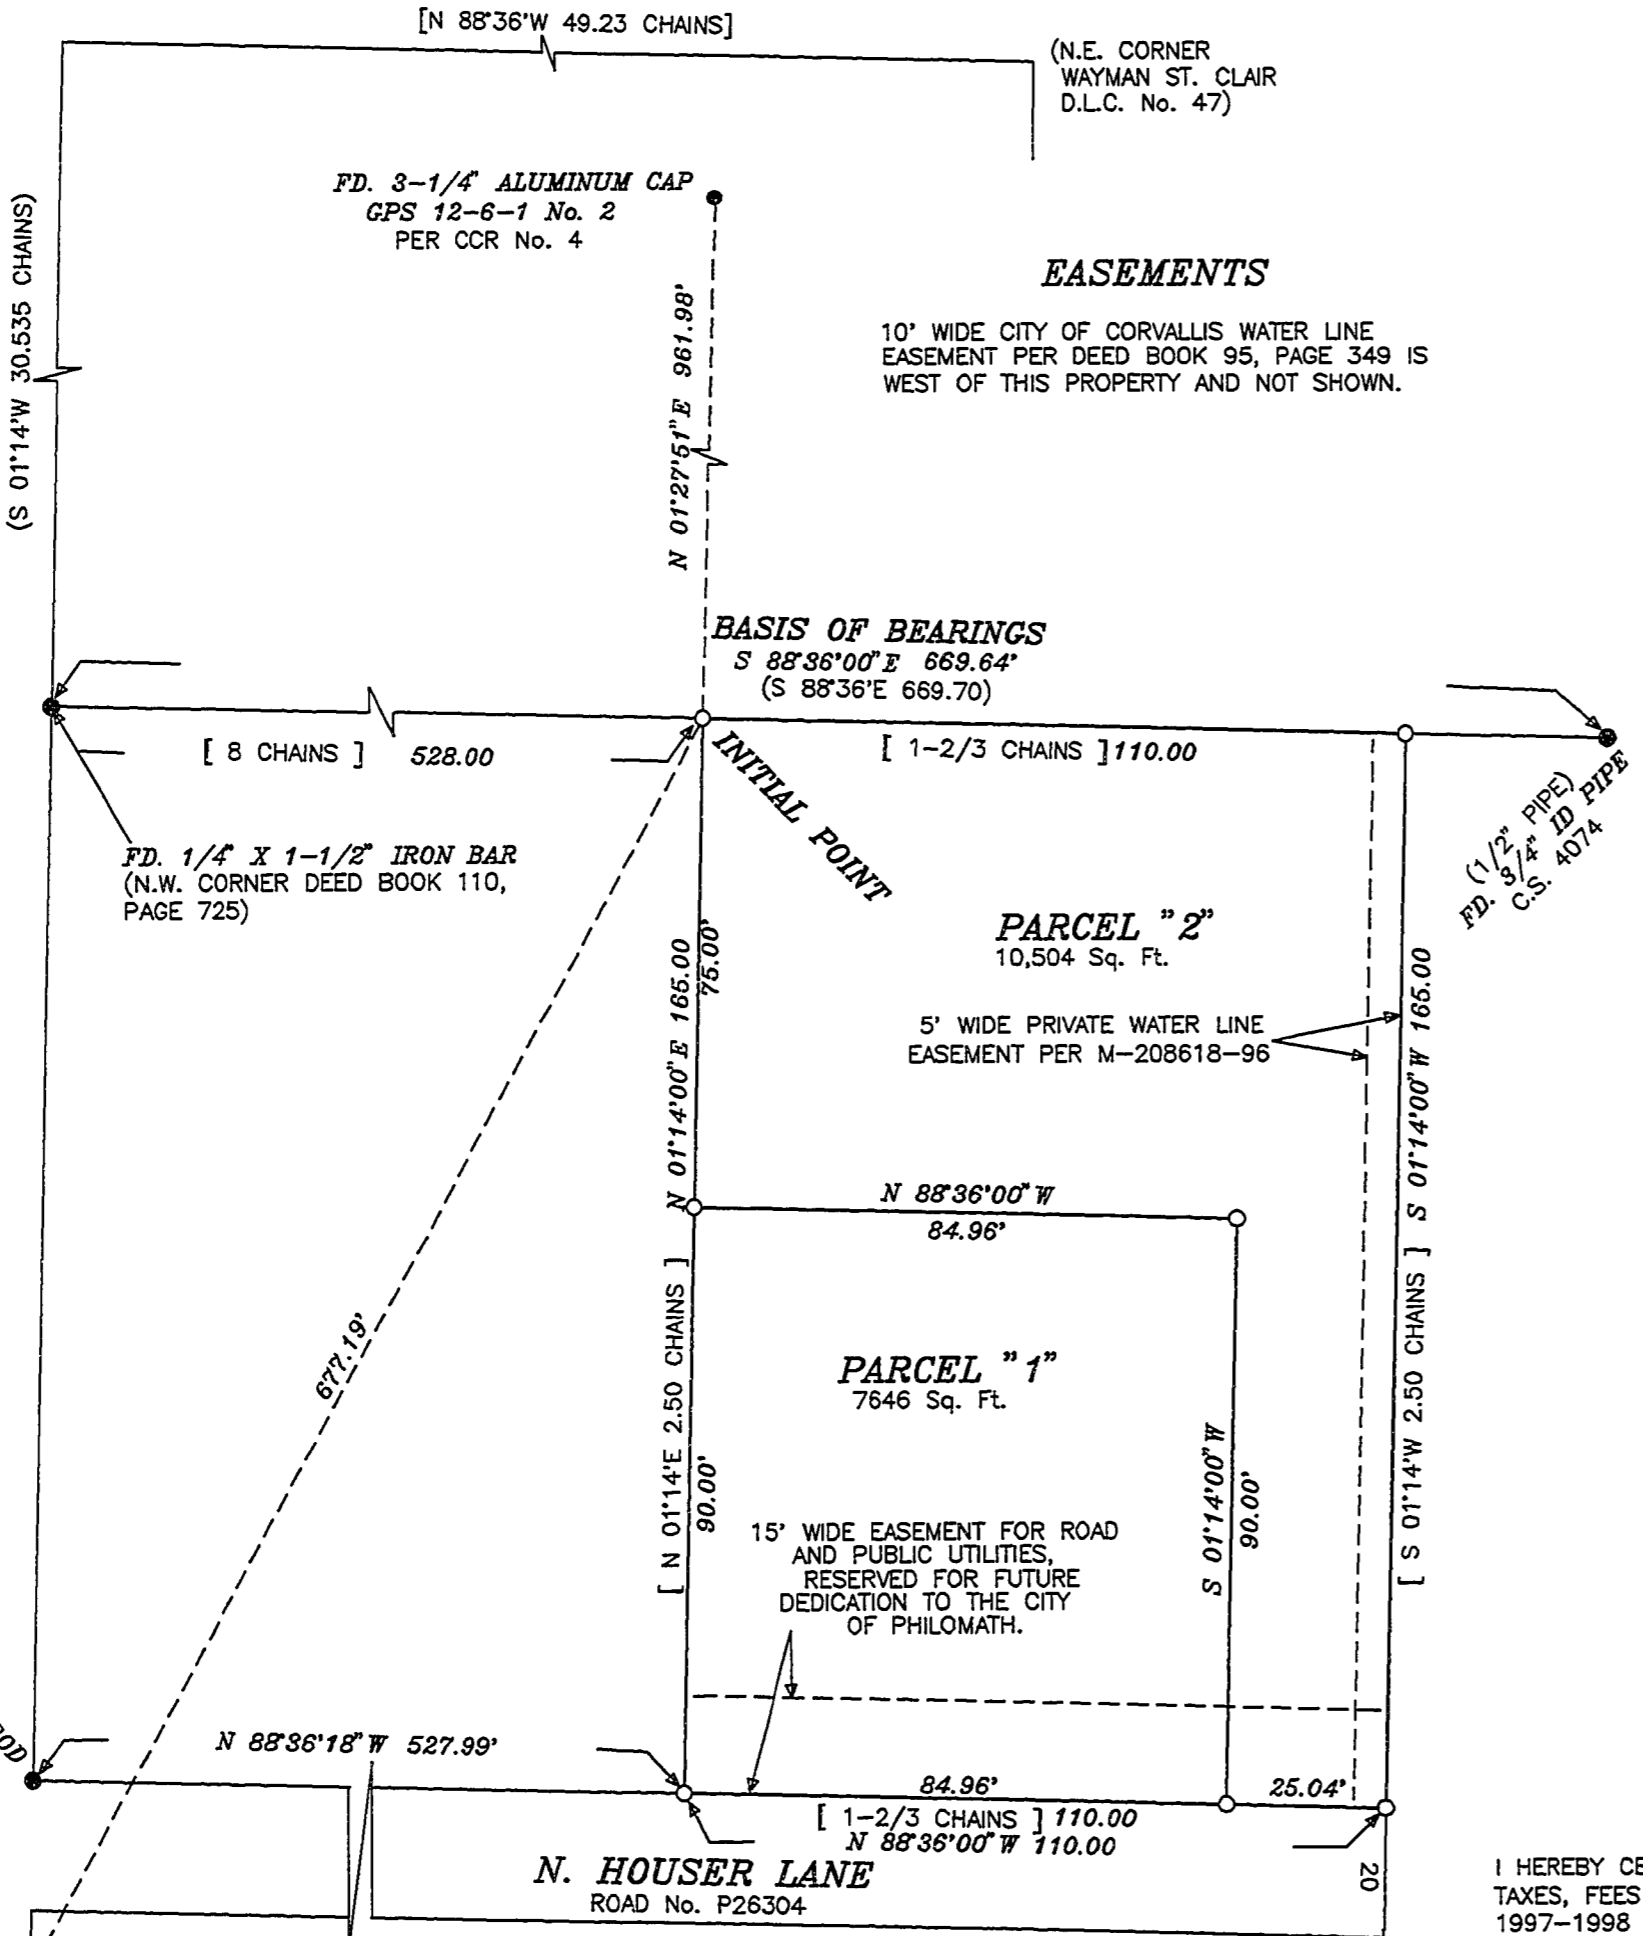 [N 88°36'W 49.23 CHAINS]
(N.E. CORNER
WAYMAN ST. CLAIR
D.L.C. No. 47)
(S 01°14'W 30.535 CHAINS)
FD. 3-1/4" ALUMINUM CAP
GPS 12-6-1 No. 2
PER CCR No. 4
N 01°27'51"E 961.98'
EASEMENTS
10' WIDE CITY OF CORVALLIS WATER LINE
EASEMENT PER DEED BOOK 95, PAGE 349 IS
WEST OF THIS PROPERTY AND NOT SHOWN.
BASIS OF BEARINGS
S 88°36'00"E 669.64'
(S 88°36'E 669.70)
[ 8 CHAINS ] 528.00
[ 1-2/3 CHAINS ] 110.00
INITIAL POINT
(1/2" PIPE)
FD. 3/4" ID PIPE
C.S. 4074
FD. 1/4" X 1-1/2" IRON BAR
(N.W. CORNER DEED BOOK 110,
PAGE 725)
PARCEL "2"
10,504 Sq. Ft.
N 01°14'00"E 165.00
75.00'
5' WIDE PRIVATE WATER LINE
EASEMENT PER M-208618-96
S 01°14'00"W 165.00
N 88°36'00"W
84.96'
[ N 01°14'E 2.50 CHAINS ]
90.00'
677.19'
PARCEL "1"
7646 Sq. Ft.
S 01°14'00"W
90.00'
[ S 01°14'W 2.50 CHAINS ]
15' WIDE EASEMENT FOR ROAD
AND PUBLIC UTILITIES,
RESERVED FOR FUTURE
DEDICATION TO THE CITY
OF PHILOMATH.
N 88°36'18"W 527.99'
84.96'
25.04'
[ 1-2/3 CHAINS ] 110.00
N 88°36'00"W 110.00
N. HOUSER LANE
ROAD No. P26304
20
I HEREBY CE
TAXES, FEES
1997-1998